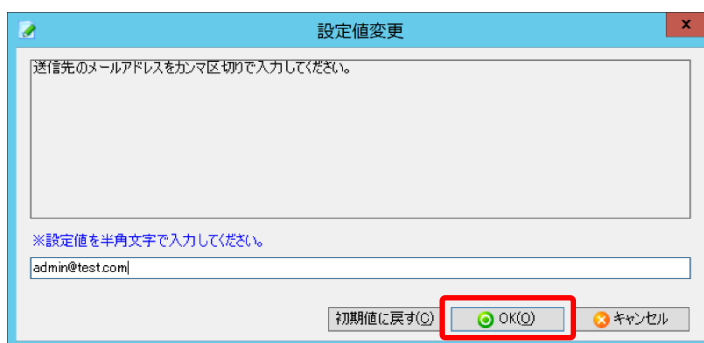 設定値変更
x
送信先のメールアドレスをカンマ区切りで入力してください。
※設定値を半角文字で入力してください。
admin@test.com
初期値に戻す(C) OK(O) キャンセル